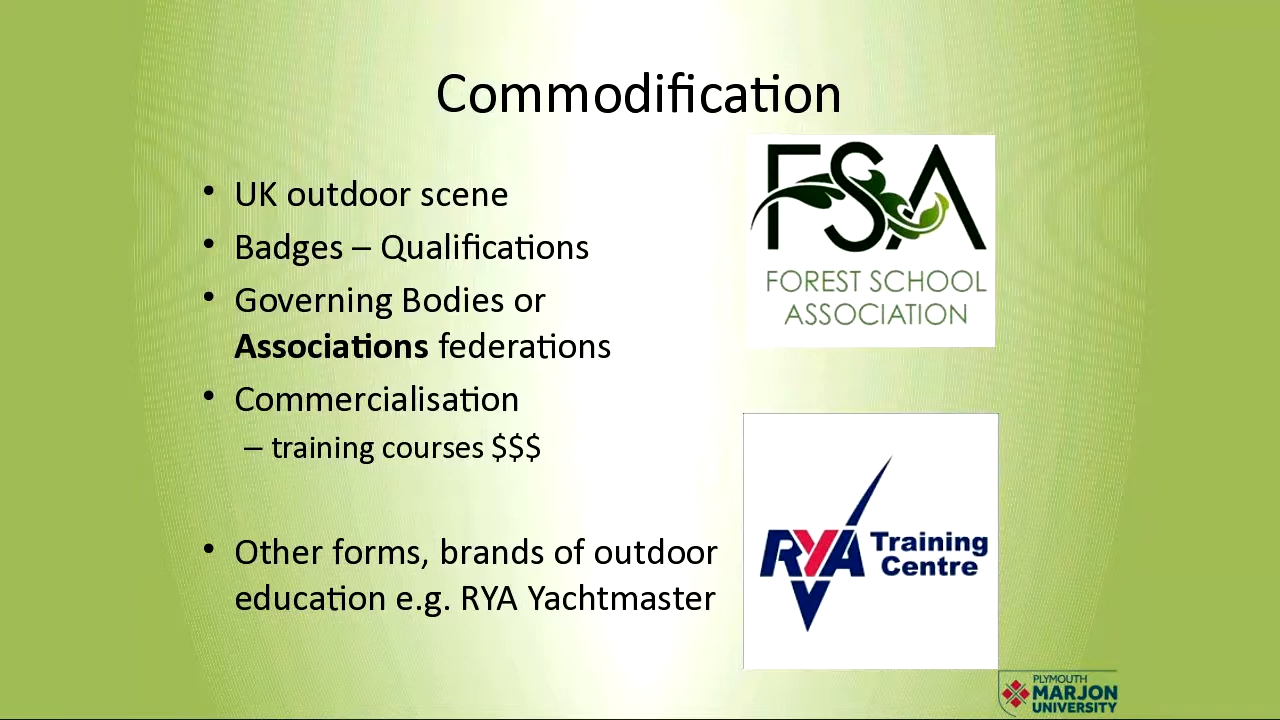 Commodification
• UK outdoor scene
• Badges – Qualifications
• Governing Bodies or
Associations federations
• Commercialisation
– training courses $$$
• Other forms, brands of outdoor
education e.g. RYA Yachtmaster
FSA
FOREST SCHOOL
ASSOCIATION
RYA Training
Centre
PLYMOUTH
MARJON
UNIVERSITY